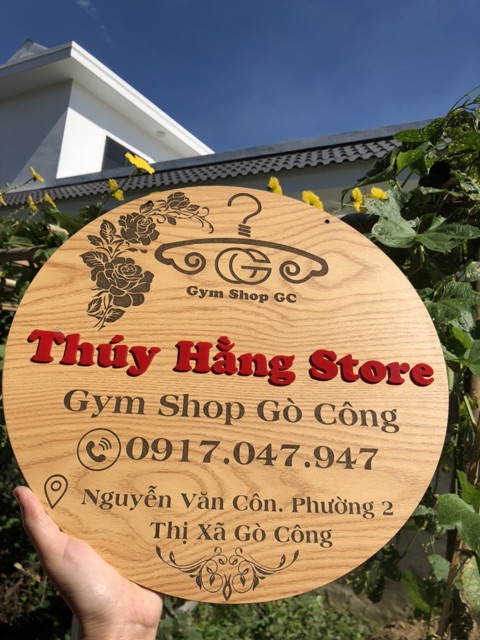 GC
Gym Shop GC
Thúy Hằng Store
Gym Shop Gò Công
0917.047.947
Nguyễn Văn Côn. Phường 2
Thị Xã Gò Công